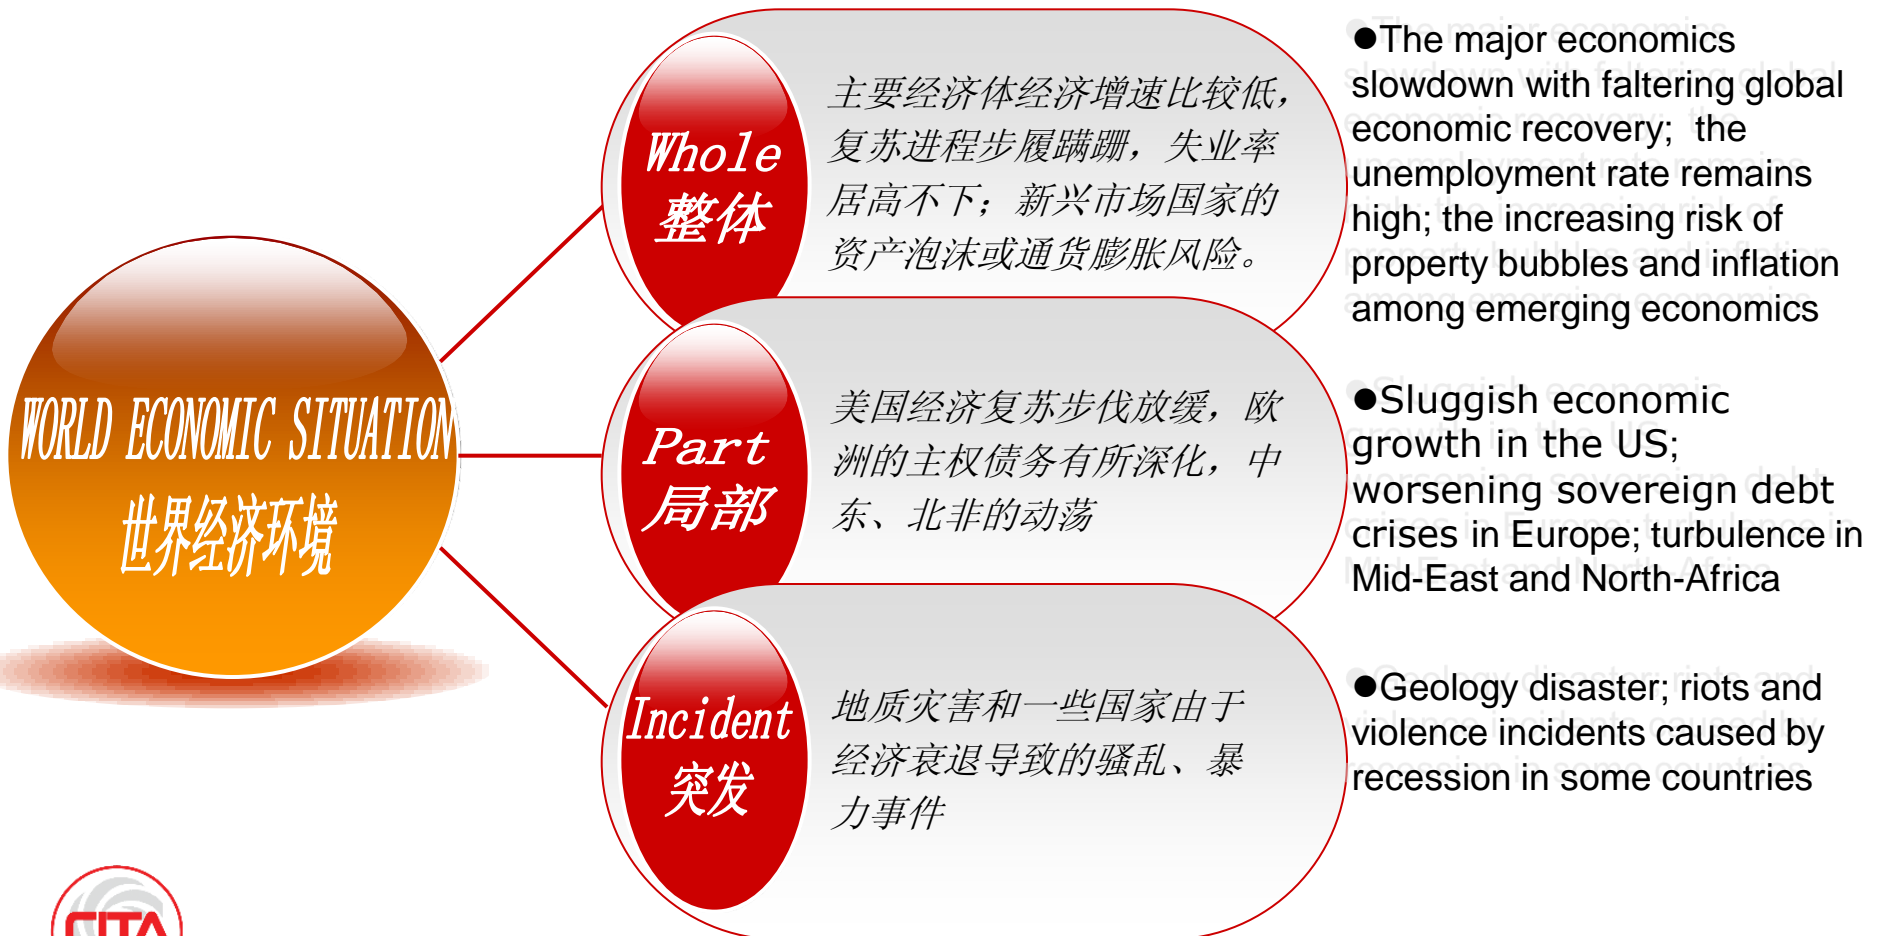 WORLD ECONOMIC SITUATION
世界经济环境
Whole
整体
主要经济体经济增速比较低，
复苏进程步履蹒跚，失业率
居高不下；新兴市场国家的
资产泡沫或通货膨胀风险。
●The major economics
slowdown with faltering global
economic recovery; the
unemployment rate remains
high; the increasing risk of
property bubbles and inflation
among emerging economics
Part
局部
美国经济复苏步伐放缓，欧
洲的主权债务有所深化，中
东、北非的动荡
●Sluggish economic
growth in the US;
worsening sovereign debt
crises in Europe; turbulence in
Mid-East and North-Africa
Incident
突发
地质灾害和一些国家由于
经济衰退导致的骚乱、暴
力事件
●Geology disaster; riots and
violence incidents caused by
recession in some countries
CITA